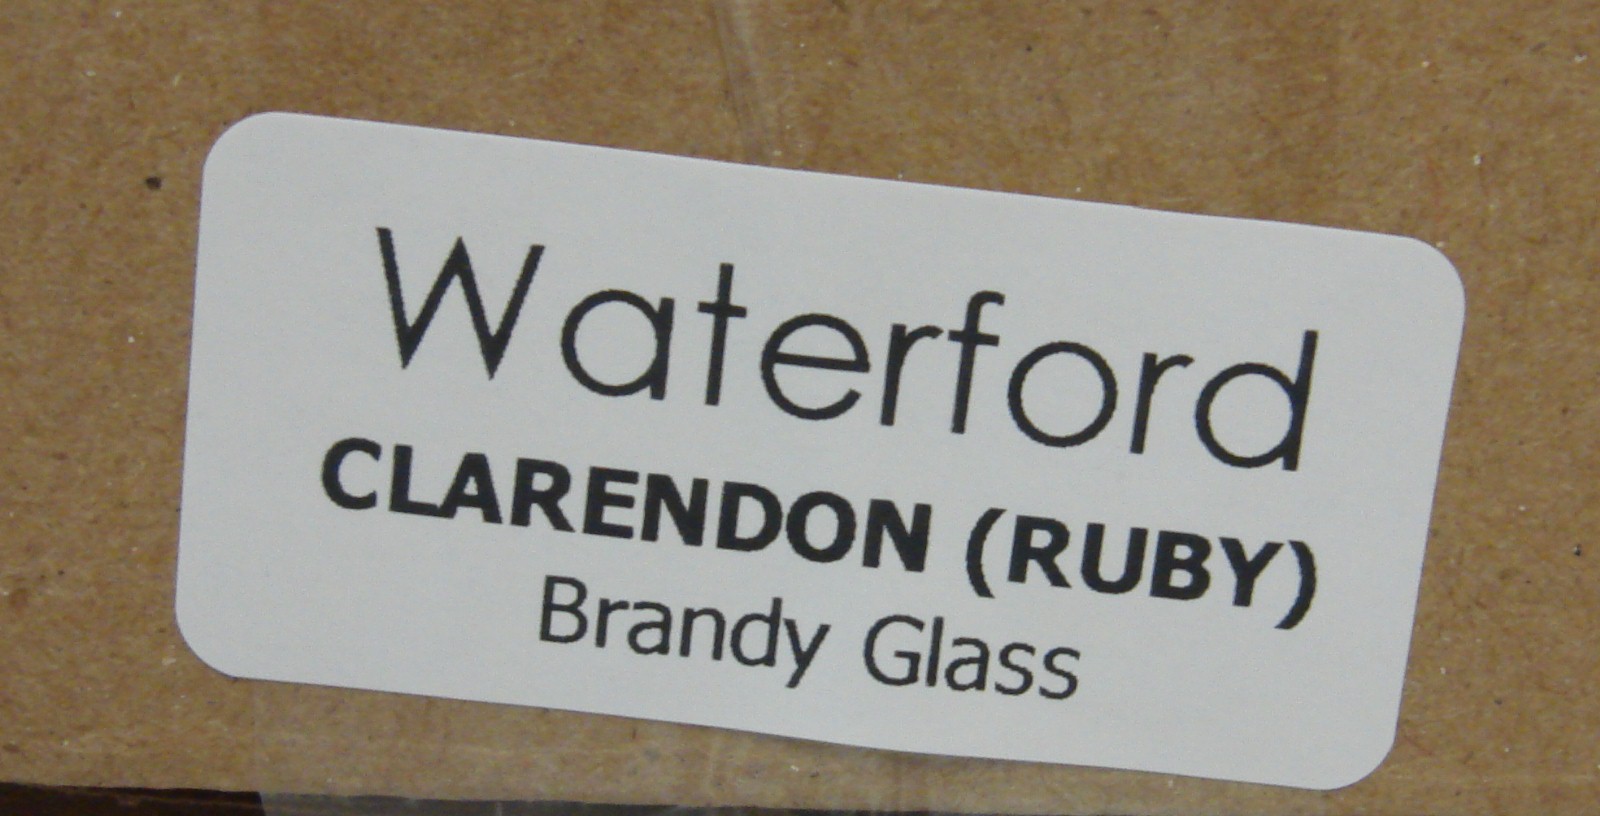 Waterford
CLARENDON (RUBY)
Brandy Glass